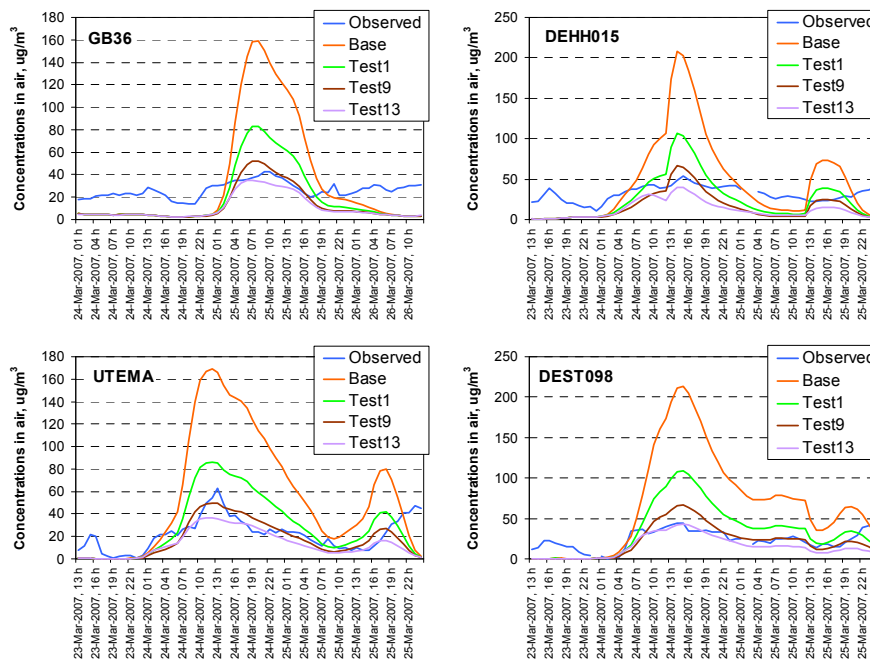 Concentrations in air, ug/m³
180
160
140
120
100
80
60
40
20
0
GB36
Observed
Base
Test1
Test9
Test13
24-Mar-2007, 01 h
24-Mar-2007, 04 h
24-Mar-2007, 07 h
24-Mar-2007, 10 h
24-Mar-2007, 13 h
24-Mar-2007, 16 h
24-Mar-2007, 19 h
24-Mar-2007, 22 h
25-Mar-2007, 01 h
25-Mar-2007, 04 h
25-Mar-2007, 07 h
25-Mar-2007, 10 h
25-Mar-2007, 13 h
25-Mar-2007, 16 h
25-Mar-2007, 19 h
25-Mar-2007, 22 h
26-Mar-2007, 01 h
26-Mar-2007, 04 h
26-Mar-2007, 07 h
26-Mar-2007, 10 h
Concentrations in air, ug/m³
250
200
150
100
50
0
DEHH015
Observed
Base
Test1
Test9
Test13
23-Mar-2007, 13 h
23-Mar-2007, 16 h
23-Mar-2007, 19 h
23-Mar-2007, 22 h
24-Mar-2007, 01 h
24-Mar-2007, 04 h
24-Mar-2007, 07 h
24-Mar-2007, 10 h
24-Mar-2007, 13 h
24-Mar-2007, 16 h
24-Mar-2007, 19 h
24-Mar-2007, 22 h
25-Mar-2007, 01 h
25-Mar-2007, 04 h
25-Mar-2007, 07 h
25-Mar-2007, 10 h
25-Mar-2007, 13 h
25-Mar-2007, 16 h
25-Mar-2007, 19 h
25-Mar-2007, 22 h
Concentrations in air, ug/m³
180
160
140
120
100
80
60
40
20
0
UTEMA
Observed
Base
Test1
Test9
Test13
23-Mar-2007, 13 h
23-Mar-2007, 16 h
23-Mar-2007, 19 h
23-Mar-2007, 22 h
24-Mar-2007, 01 h
24-Mar-2007, 04 h
24-Mar-2007, 07 h
24-Mar-2007, 10 h
24-Mar-2007, 13 h
24-Mar-2007, 16 h
24-Mar-2007, 19 h
24-Mar-2007, 22 h
25-Mar-2007, 01 h
25-Mar-2007, 04 h
25-Mar-2007, 07 h
25-Mar-2007, 10 h
25-Mar-2007, 13 h
25-Mar-2007, 16 h
25-Mar-2007, 19 h
25-Mar-2007, 22 h
Concentrations in air, ug/m³
250
200
150
100
50
0
DEST098
Observed
Base
Test1
Test9
Test13
23-Mar-2007, 13 h
23-Mar-2007, 16 h
23-Mar-2007, 19 h
23-Mar-2007, 22 h
24-Mar-2007, 01 h
24-Mar-2007, 04 h
24-Mar-2007, 07 h
24-Mar-2007, 10 h
24-Mar-2007, 13 h
24-Mar-2007, 16 h
24-Mar-2007, 19 h
24-Mar-2007, 22 h
25-Mar-2007, 01 h
25-Mar-2007, 04 h
25-Mar-2007, 07 h
25-Mar-2007, 10 h
25-Mar-2007, 13 h
25-Mar-2007, 16 h
25-Mar-2007, 19 h
25-Mar-2007, 22 h